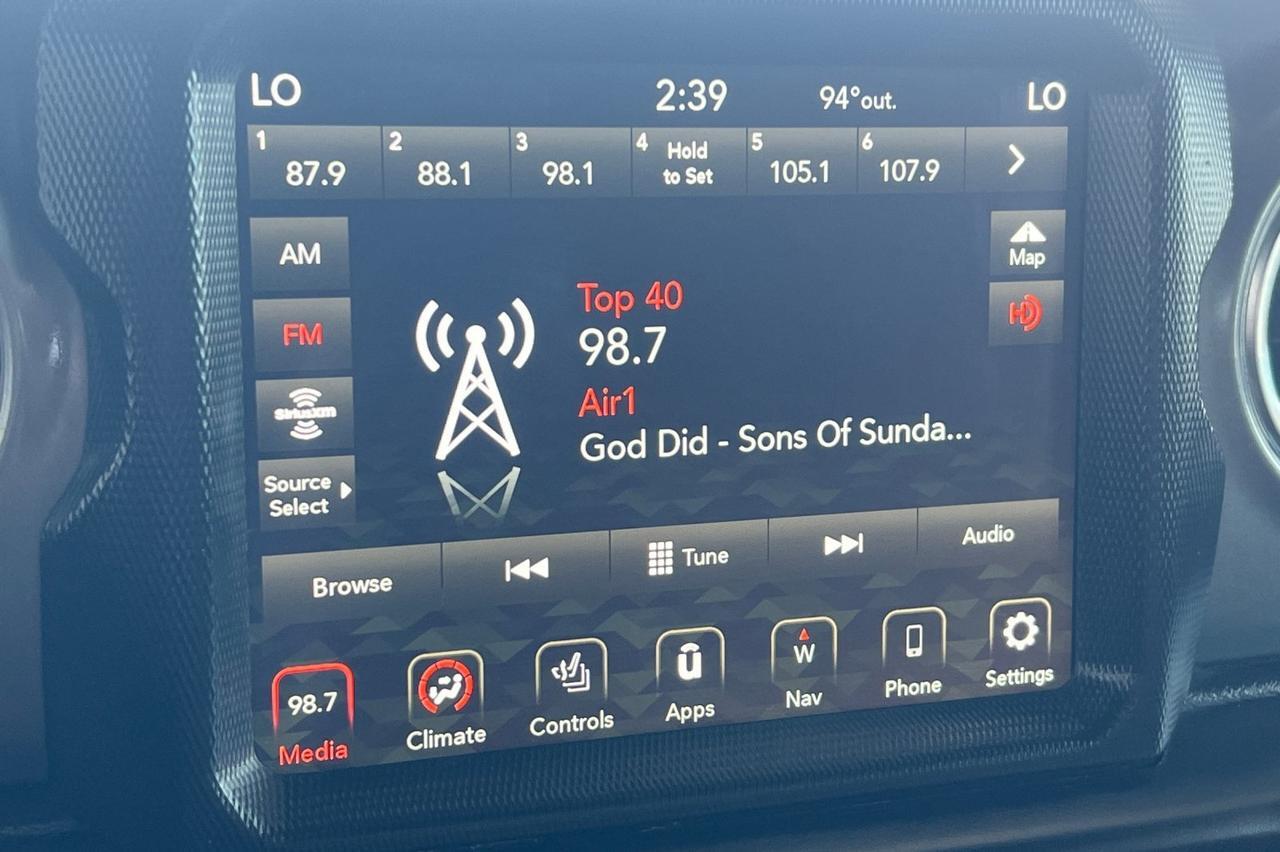 LO 2:39 94°out. LO
1 2 3 4 5 6
87.9 88.1 98.1 Hold to Set 105.1 107.9
AM
Map
FM
HD
Top 40
98.7
Air1
God Did - Sons Of Sunda...
SiriusXM
Source
Select
Browse Tune Audio
98.7 W
Media Climate Controls Apps Nav Phone Settings